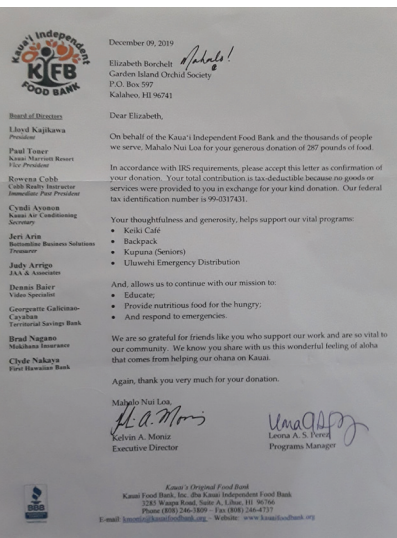 Kaua'i Independent
KIFB
FOOD BANK
December 09, 2019
Elizabeth Borchelt
Mahalo!
Garden Island Orchid Society
P.O. Box 597
Kalaheo, HI 96741
Dear Elizabeth,
On behalf of the Kaua'i Independent Food Bank and the thousands of people
we serve, Mahalo Nui Loa for your generous donation of 287 pounds of food.
In accordance with IRS requirements, please accept this letter as confirmation of
your donation. Your total contribution is tax-deductible because no goods or
services were provided to you in exchange for your kind donation. Our federal
tax identification number is 99-0317431.
Your thoughtfulness and generosity, helps support our vital programs:
• Keiki Café
• Backpack
• Kupuna (Seniors)
• Uluwehi Emergency Distribution
And, allows us to continue with our mission to:
• Educate;
• Provide nutritious food for the hungry;
• And respond to emergencies.
We are so grateful for friends like you who support our work and are so vital to
our community. We know you share with us this wonderful feeling of aloha
that comes from helping our ohana on Kauai.
Again, thank you very much for your donation.
Mahalo Nui Loa,
Kelvin A. Moniz
Executive Director
Leona A. S. Perez
Programs Manager
Board of Directors
Lloyd Kajikawa
President
Paul Toner
Kauai Marriott Resort
Vice President
Rowena Cobb
Cobb Realty Instructor
Immediate Past President
Cyndi Ayonon
Kauai Air Conditioning
Secretary
Jeri Arin
Bottomline Business Solutions
Treasurer
Judy Arrigo
JAA & Associates
Dennis Baier
Video Specialist
Georgeatte Galicinao-
Cayaban
Territorial Savings Bank
Brad Nagano
Mokihana Insurance
Clyde Nakaya
First Hawaiian Bank
BBB
Kauai's Original Food Bank
Kauai Food Bank, Inc. dba Kauai Independent Food Bank
3285 Waapa Road, Suite A, Lihue, HI 96766
Phone (808) 246-3809 – Fax (808) 246-4737
E-mail: – Website: www.kauaifoodbank.org